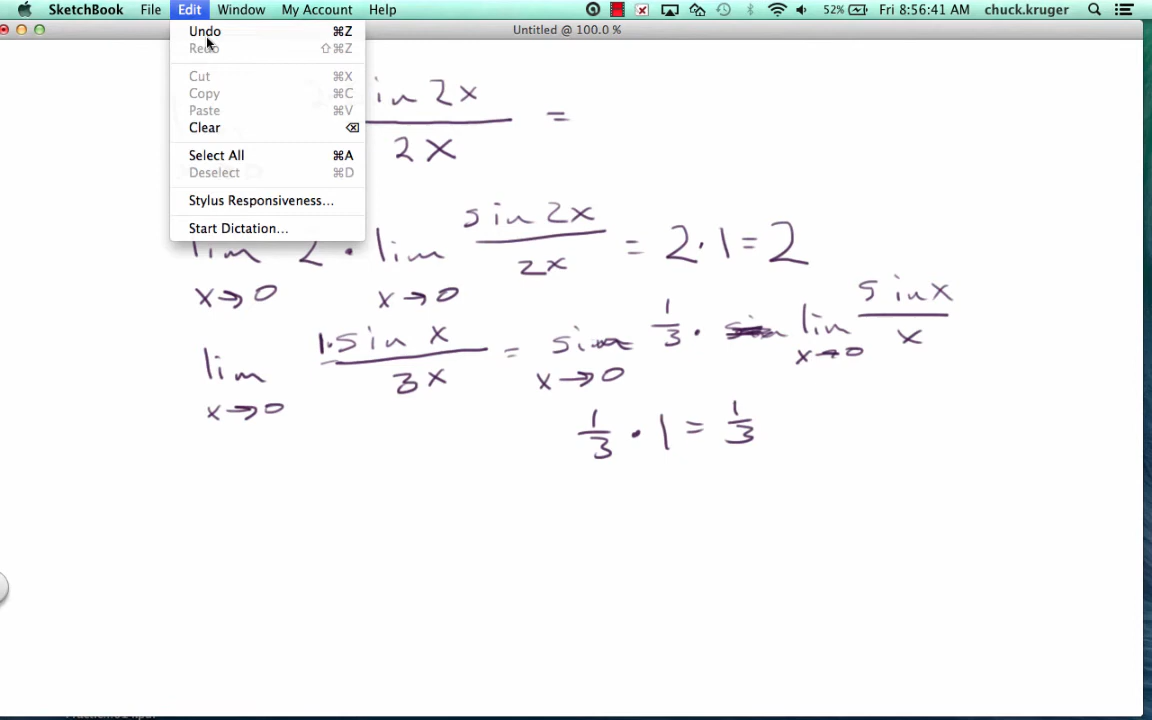 SketchBook File Edit Window My Account Help 52% Fri 8:56:41 AM chuck.kruger
Untitled @ 100.0 %
Undo ⌘Z
Redo ⇧⌘Z
Cut ⌘X
Copy ⌘C
Paste ⌘V
Clear ⌫
Select All ⌘A
Deselect ⌘D
Stylus Responsiveness...
Start Dictation...
in 2x / 2x =
lim x→0 2 · lim x→0 sin2x / 2x = 2·1=2
lim x→0 1·sin x / 3x = x→0 1/3 · lim x→0 sinx / x
1/3 · 1 = 1/3